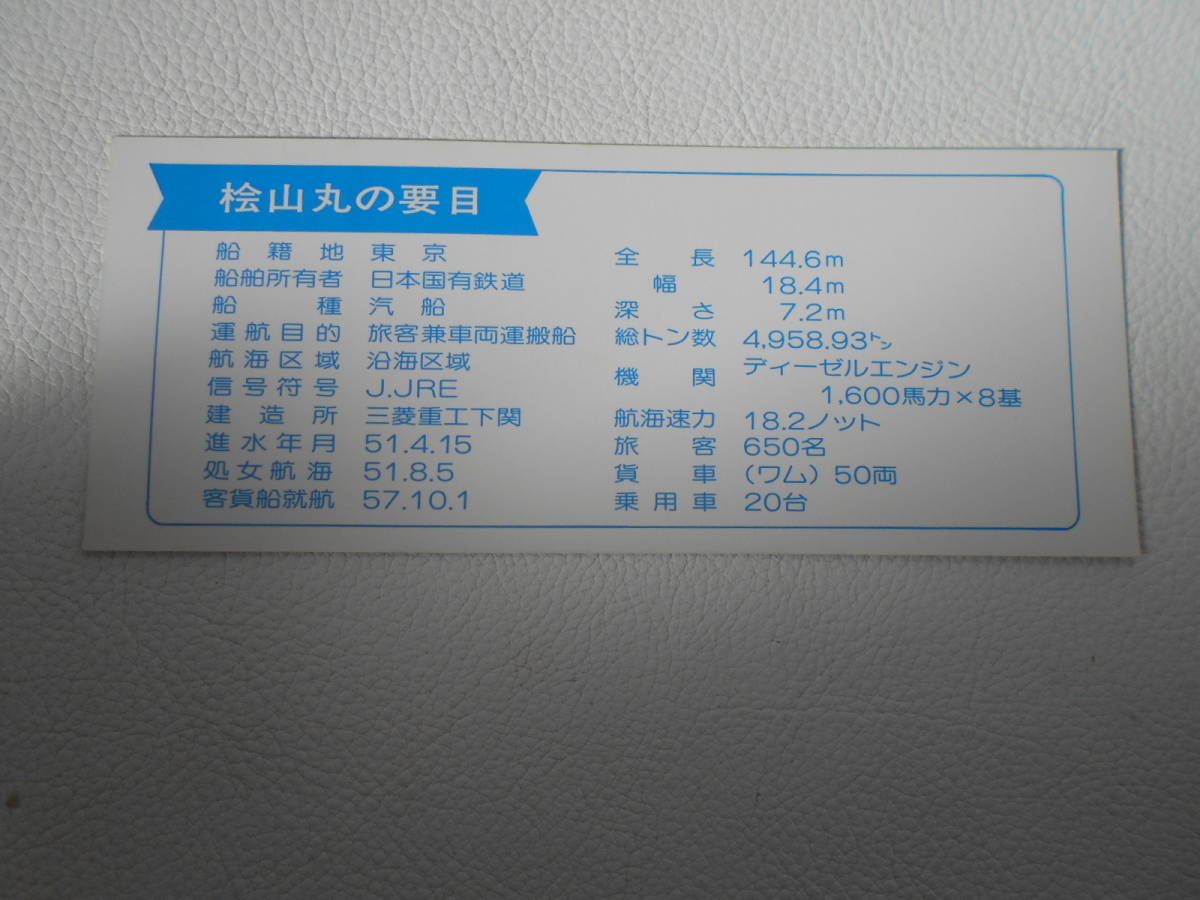 桧山丸の要目
船籍地 東京
船舶所有者 日本国有鉄道
船種 汽船
運航目的 旅客兼車両運搬船
航海区域 沿海区域
信号符号 J.JRE
建造所 三菱重工下関
進水年月 51.4.15
処女航海 51.8.5
客貨船就航 57.10.1
全長 144.6m
幅 18.4m
深さ 7.2m
総トン数 4,958.93㌧
機関 ディーゼルエンジン
1,600馬力×8基
航海速力 18.2ノット
旅客 650名
貨車 (ワム) 50両
乗用車 20台